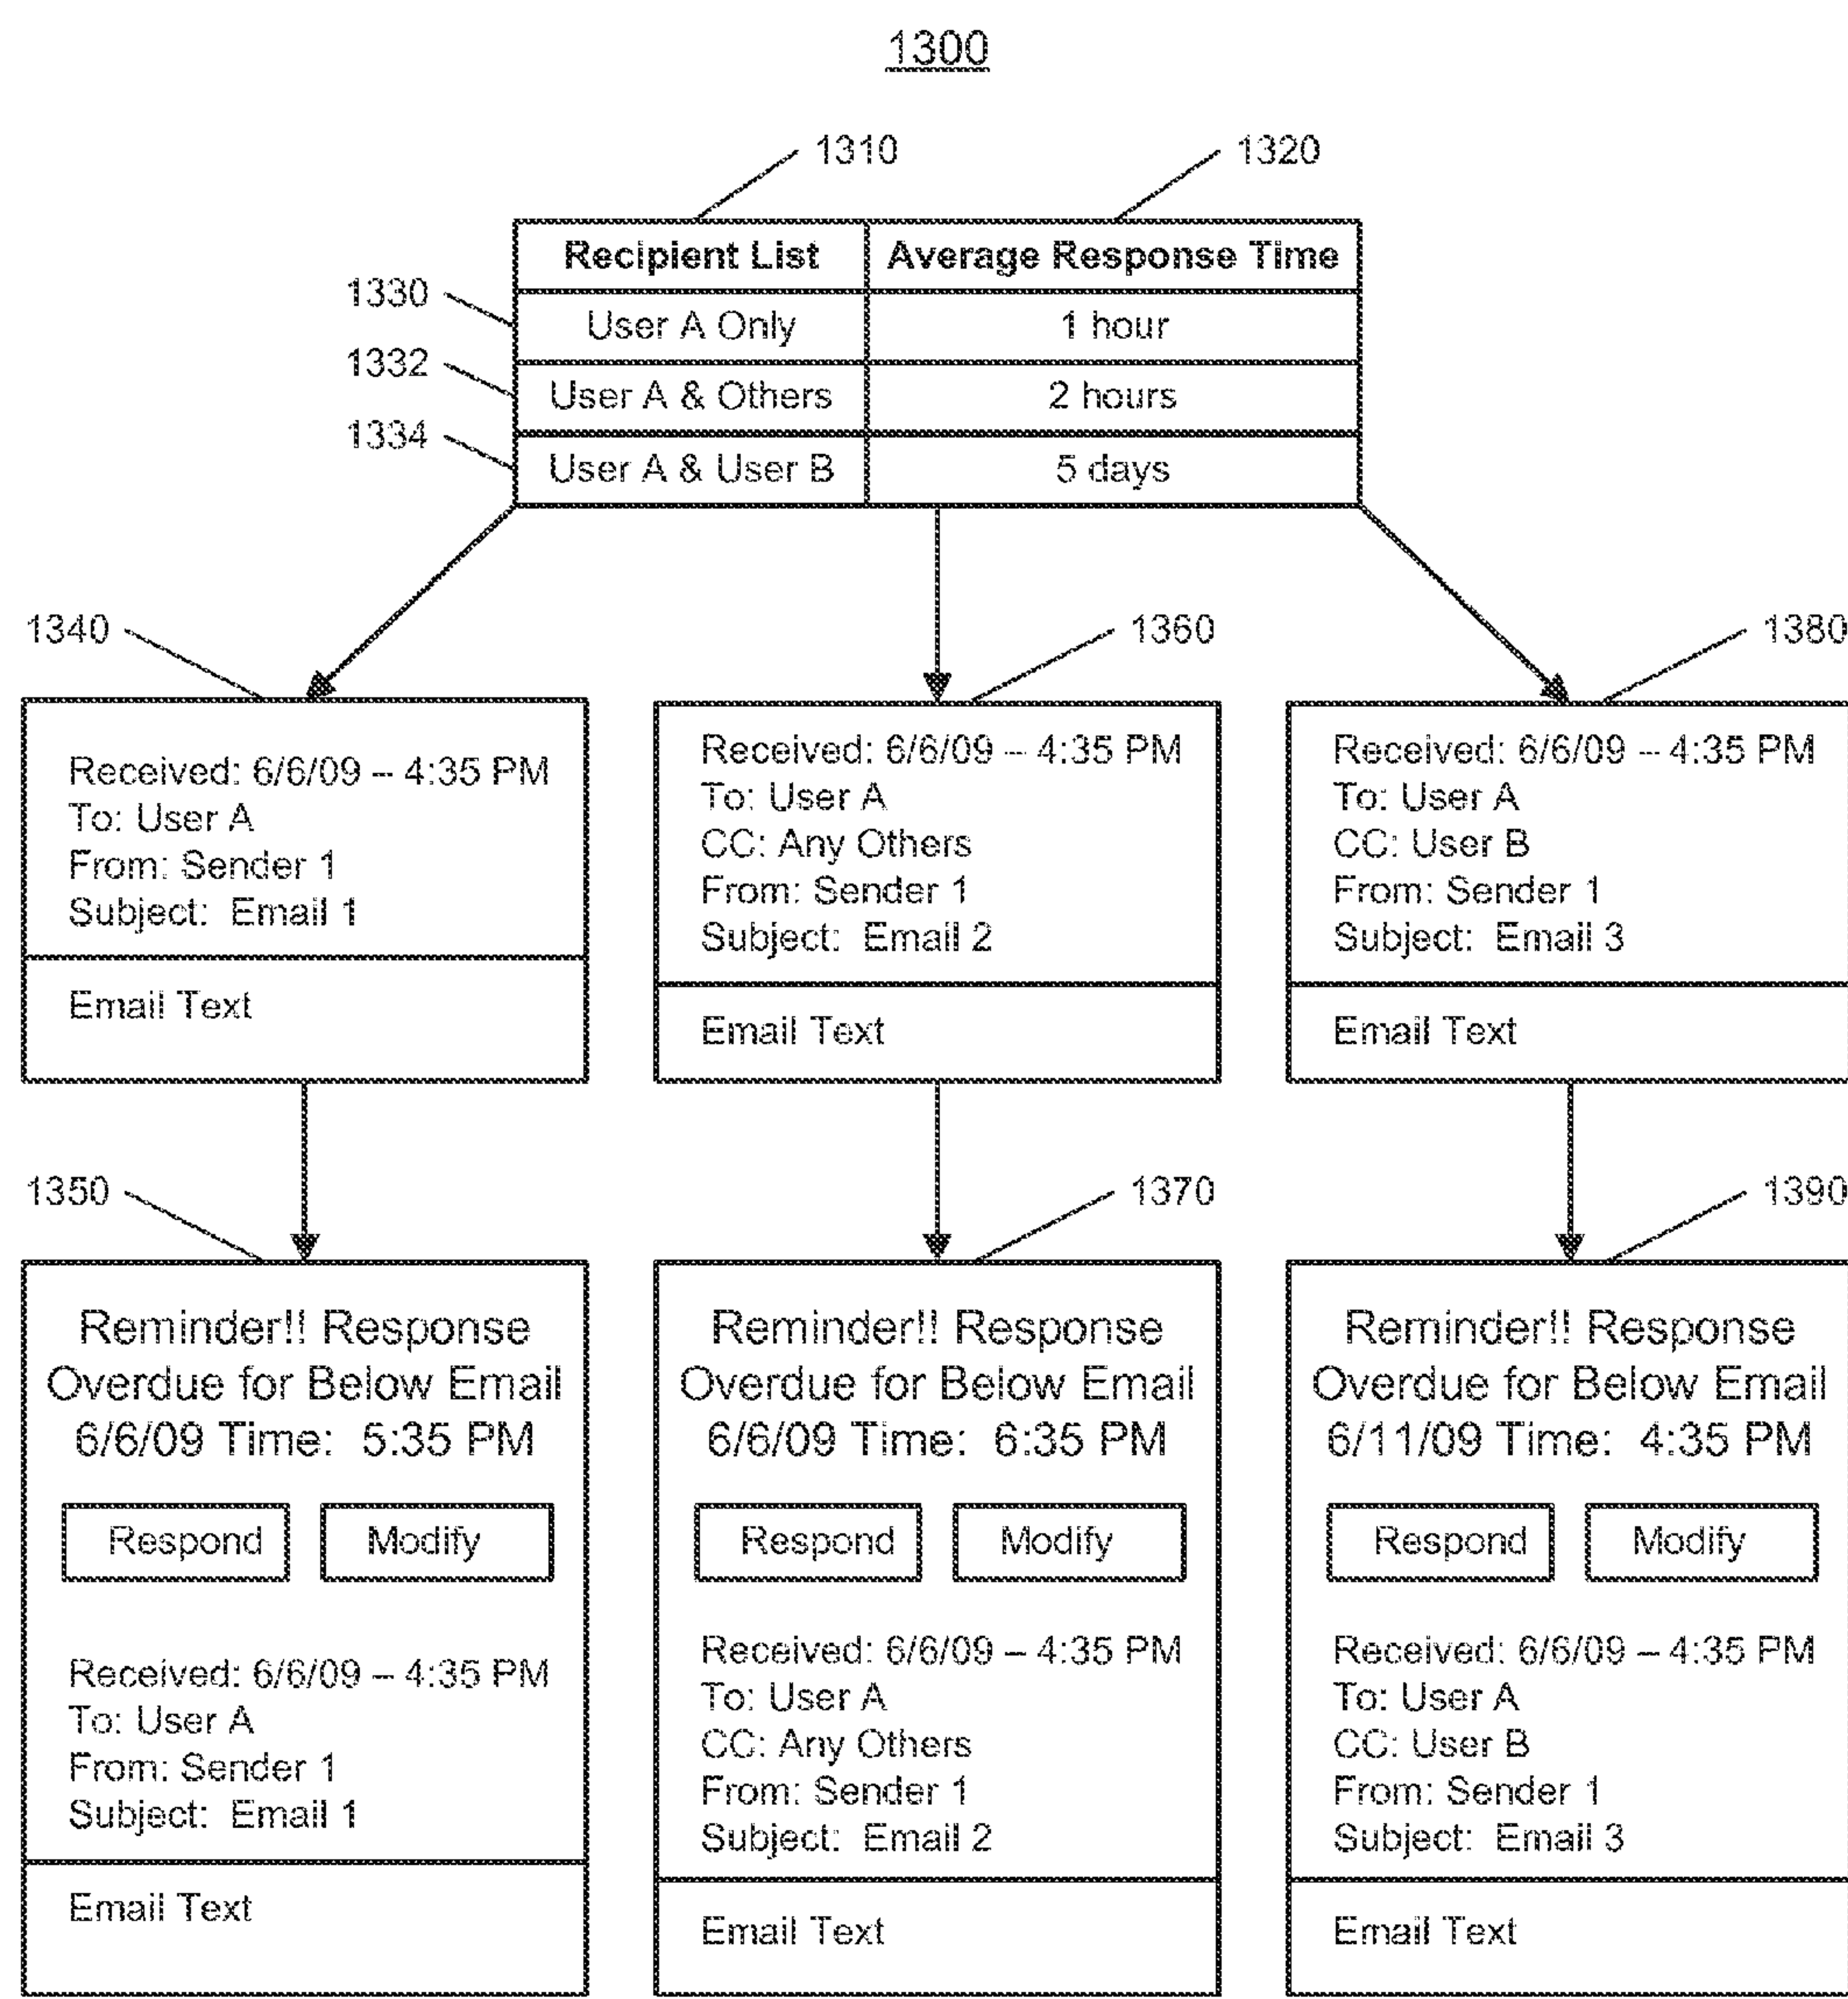 1300
1310
1320
Recipient List Average Response Time
1330
User A Only 1 hour
1332
User A & Others 2 hours
1334
User A & User B 5 days
1340
Received: 6/6/09 – 4:35 PM
To: User A
From: Sender 1
Subject: Email 1
Email Text
1360
Received: 6/6/09 – 4:35 PM
To: User A
CC: Any Others
From: Sender 1
Subject: Email 2
Email Text
1380
Received: 6/6/09 – 4:35 PM
To: User A
CC: User B
From: Sender 1
Subject: Email 3
Email Text
1350
Reminder!! Response
Overdue for Below Email
6/6/09 Time: 5:35 PM
Respond Modify
Received: 6/6/09 – 4:35 PM
To: User A
From: Sender 1
Subject: Email 1
Email Text
1370
Reminder!! Response
Overdue for Below Email
6/6/09 Time: 6:35 PM
Respond Modify
Received: 6/6/09 – 4:35 PM
To: User A
CC: Any Others
From: Sender 1
Subject: Email 2
Email Text
1390
Reminder!! Response
Overdue for Below Email
6/11/09 Time: 4:35 PM
Respond Modify
Received: 6/6/09 – 4:35 PM
To: User A
CC: User B
From: Sender 1
Subject: Email 3
Email Text